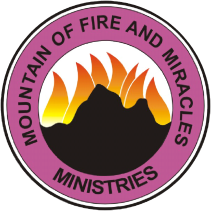 MOUNTAIN OF FIRE AND MIRACLES
MINISTRIES